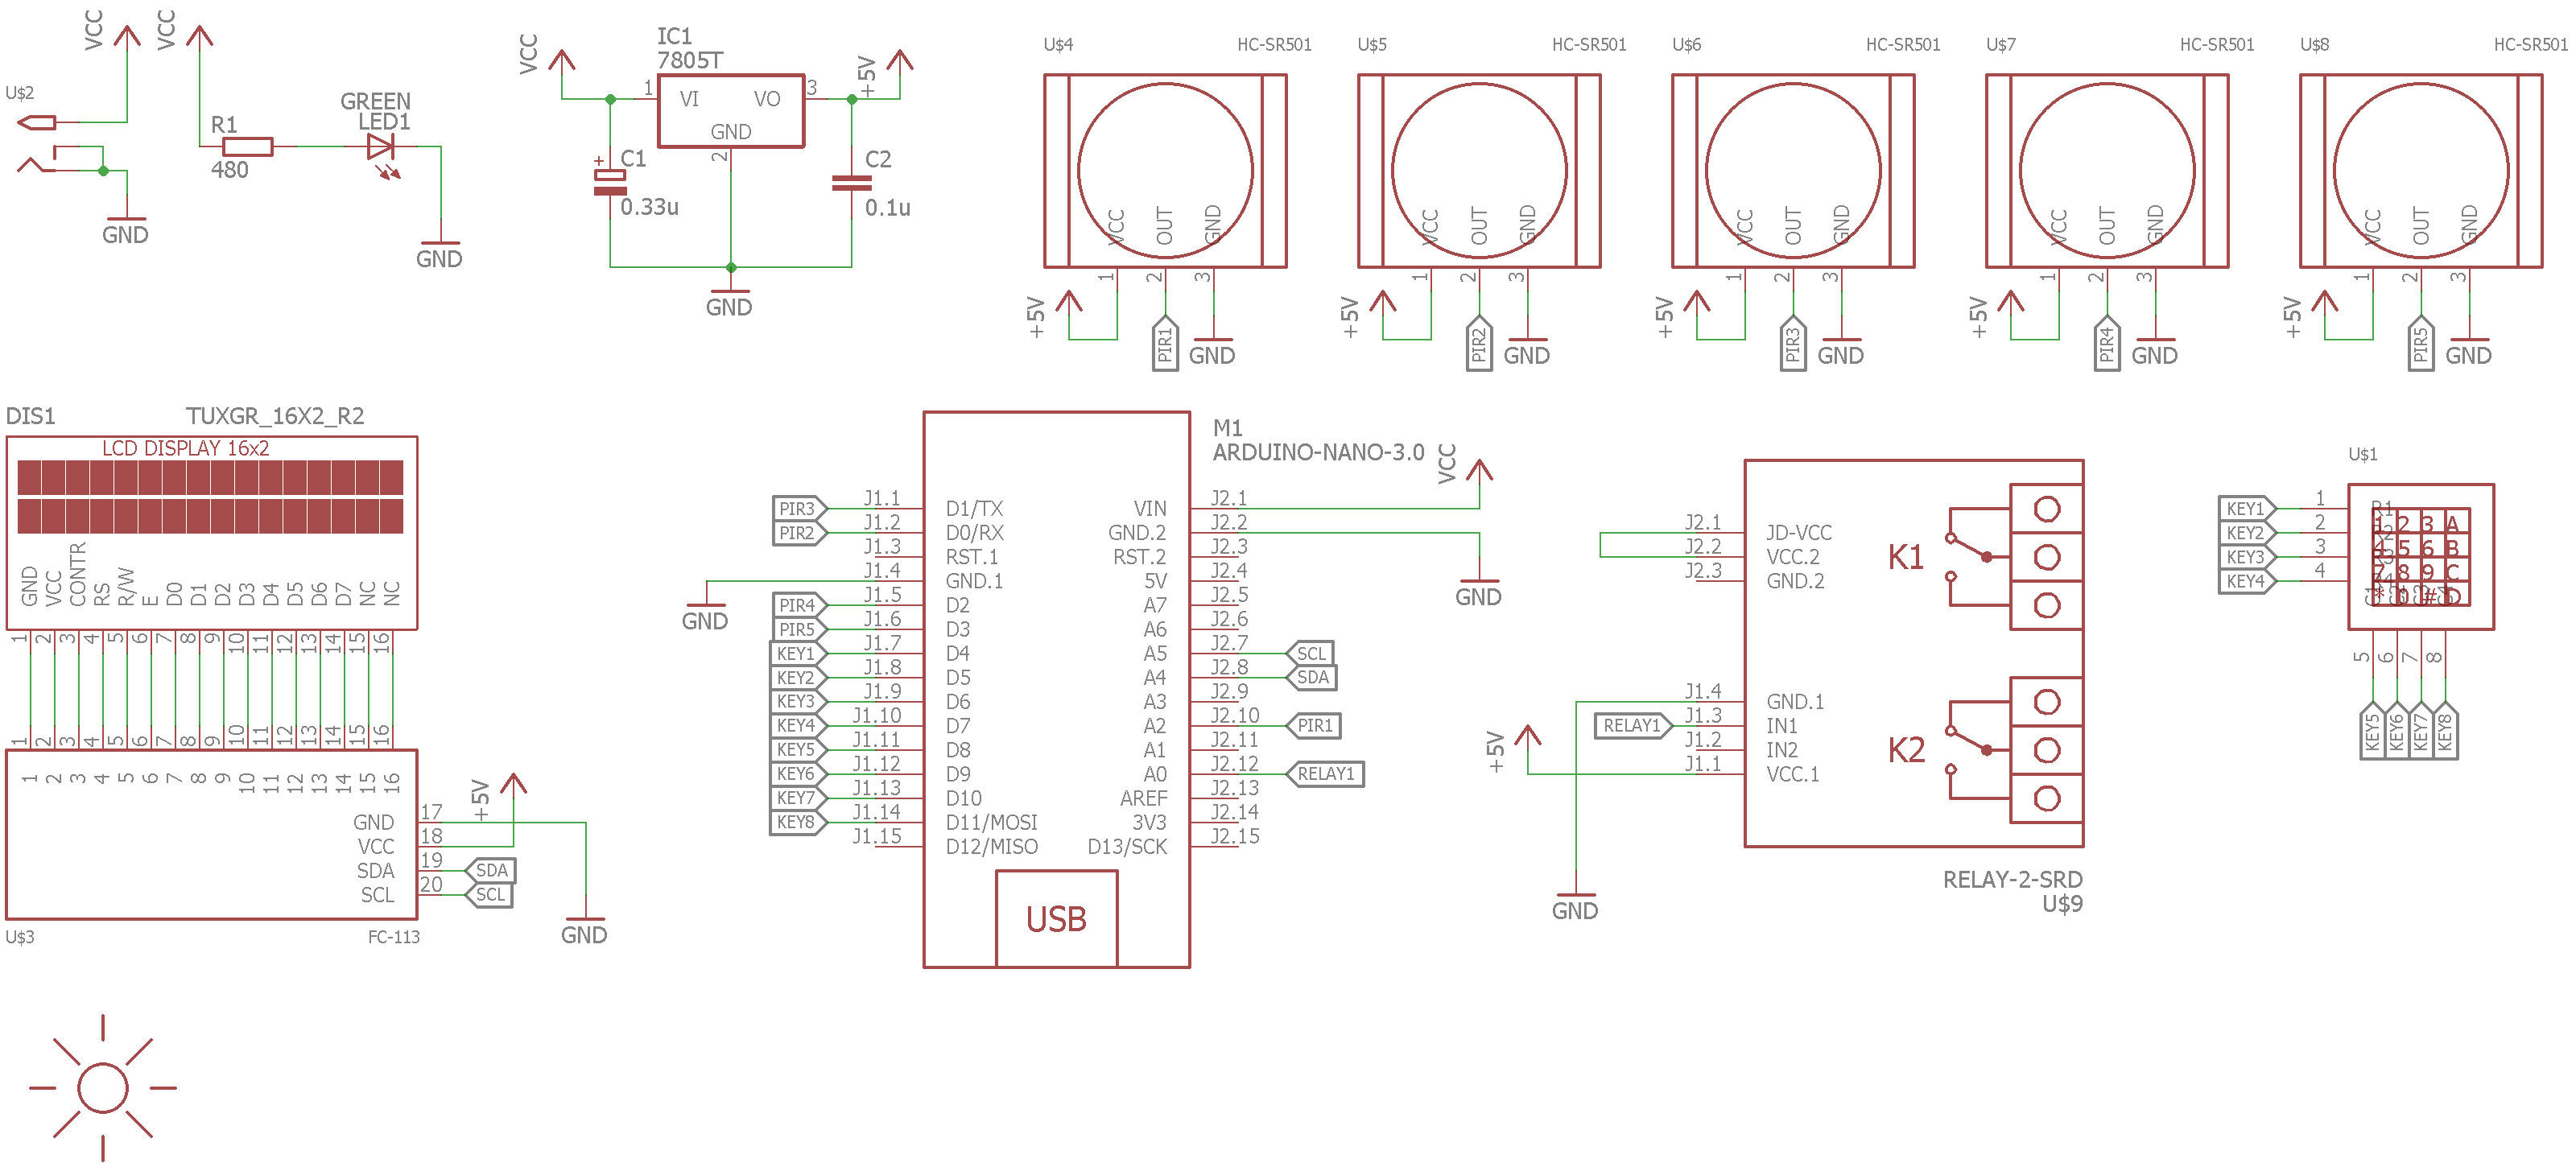 VCC
VCC
U$2
GND
R1
480
GREEN
LED1
GND
VCC
IC1
7805T
1
VI
VO
3
GND
2
+5V
+
C1
0.33u
C2
0.1u
GND
U$4
HC-SR501
VCC
OUT
GND
1
2
3
+5V
PIR1
GND
U$5
HC-SR501
VCC
OUT
GND
1
2
3
+5V
PIR2
GND
U$6
HC-SR501
VCC
OUT
GND
1
2
3
+5V
PIR3
GND
U$7
HC-SR501
VCC
OUT
GND
1
2
3
+5V
PIR4
GND
U$8
HC-SR501
VCC
OUT
GND
1
2
3
+5V
PIR5
GND
DIS1
TUXGR_16X2_R2
LCD DISPLAY 16x2
GND
VCC
CONTR
RS
R/W
E
D0
D1
D2
D3
D4
D5
D6
D7
NC
NC
1 2 3 4 5 6 7 8 9 10 11 12 13 14 15 16
1 2 3 4 5 6 7 8 9 10 11 12 13 14 15 16
1 2 3 4 5 6 7 8 9 10 11 12 13 14 15 16
GND 17
VCC 18
SDA 19 SDA
SCL 20 SCL
+5V
GND
U$3
FC-113
M1
ARDUINO-NANO-3.0
PIR3 J1.1 D1/TX
PIR2 J1.2 D0/RX
J1.3 RST.1
J1.4 GND.1
GND
PIR4 J1.5 D2
PIR5 J1.6 D3
KEY1 J1.7 D4
KEY2 J1.8 D5
KEY3 J1.9 D6
KEY4 J1.10 D7
KEY5 J1.11 D8
KEY6 J1.12 D9
KEY7 J1.13 D10
KEY8 J1.14 D11/MOSI
J1.15 D12/MISO
VIN J2.1
GND.2 J2.2
RST.2 J2.3
5V J2.4
A7 J2.5
A6 J2.6
A5 J2.7 SCL
A4 J2.8 SDA
A3 J2.9
A2 J2.10 PIR1
A1 J2.11
A0 J2.12 RELAY1
AREF J2.13
3V3 J2.14
D13/SCK J2.15
USB
VCC
GND
J2.1 JD-VCC
J2.2 VCC.2
J2.3 GND.2
K1
J1.4 GND.1
RELAY1 J1.3 IN1
J1.2 IN2
J1.1 VCC.1
K2
+5V
GND
RELAY-2-SRD
U$9
U$1
KEY1 1
KEY2 2
KEY3 3
KEY4 4
R1
1 2 3 A
4 5 6 B
7 8 9 C
* 0 # D
5 6 7 8
KEY5
KEY6
KEY7
KEY8